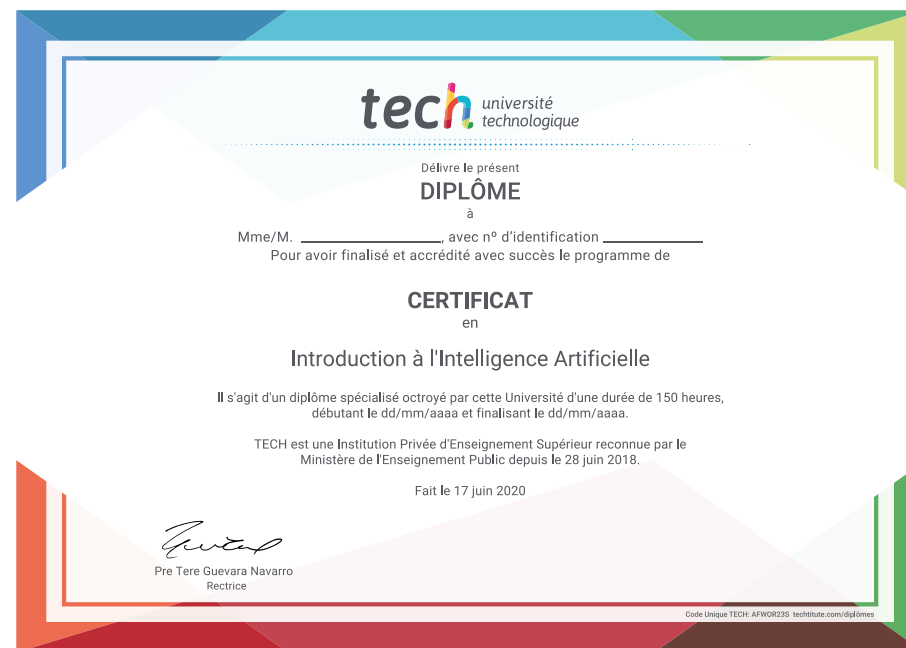 tech université
technologique
Délivre le présent
DIPLÔME
à
Mme/M. ____________________, avec nº d'identification ______________
Pour avoir finalisé et accrédité avec succès le programme de
CERTIFICAT
en
Introduction à l'Intelligence Artificielle
Il s'agit d'un diplôme spécialisé octroyé par cette Université d'une durée de 150 heures,
débutant le dd/mm/aaaa et finalisant le dd/mm/aaaa.
TECH est une Institution Privée d'Enseignement Supérieur reconnue par le
Ministère de l'Enseignement Public depuis le 28 juin 2018.
Fait le 17 juin 2020
Pre Tere Guevara Navarro
Rectrice
Code Unique TECH: AFWOR23S techtitute.com/diplômes